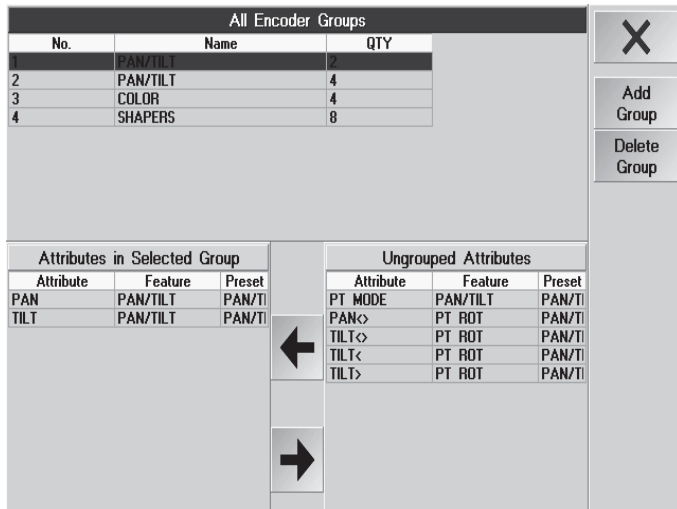 All Encoder Groups
No. Name QTY
1 PAN/TILT 2
2 PAN/TILT 4
3 COLOR 4
4 SHAPERS 8
Add
Group
Delete
Group
Attributes in Selected Group
Attribute Feature Preset
PAN PAN/TILT PAN/TI
TILT PAN/TILT PAN/TI
Ungrouped Attributes
Attribute Feature Preset
PT MODE PAN/TILT PAN/TI
PAN<> PT ROT PAN/TI
TILT<> PT ROT PAN/TI
TILT< PT ROT PAN/TI
TILT> PT ROT PAN/TI